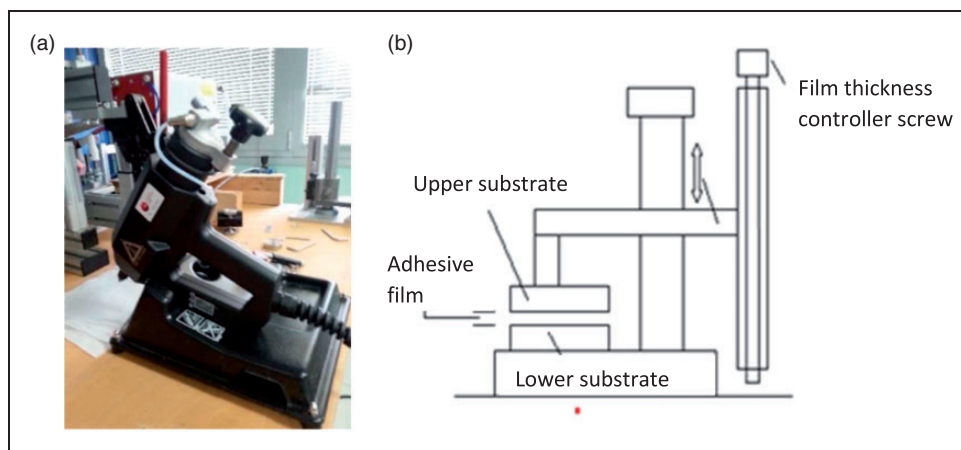 (a)
(b)
Film thickness
controller screw
Upper substrate
Adhesive
film
Lower substrate